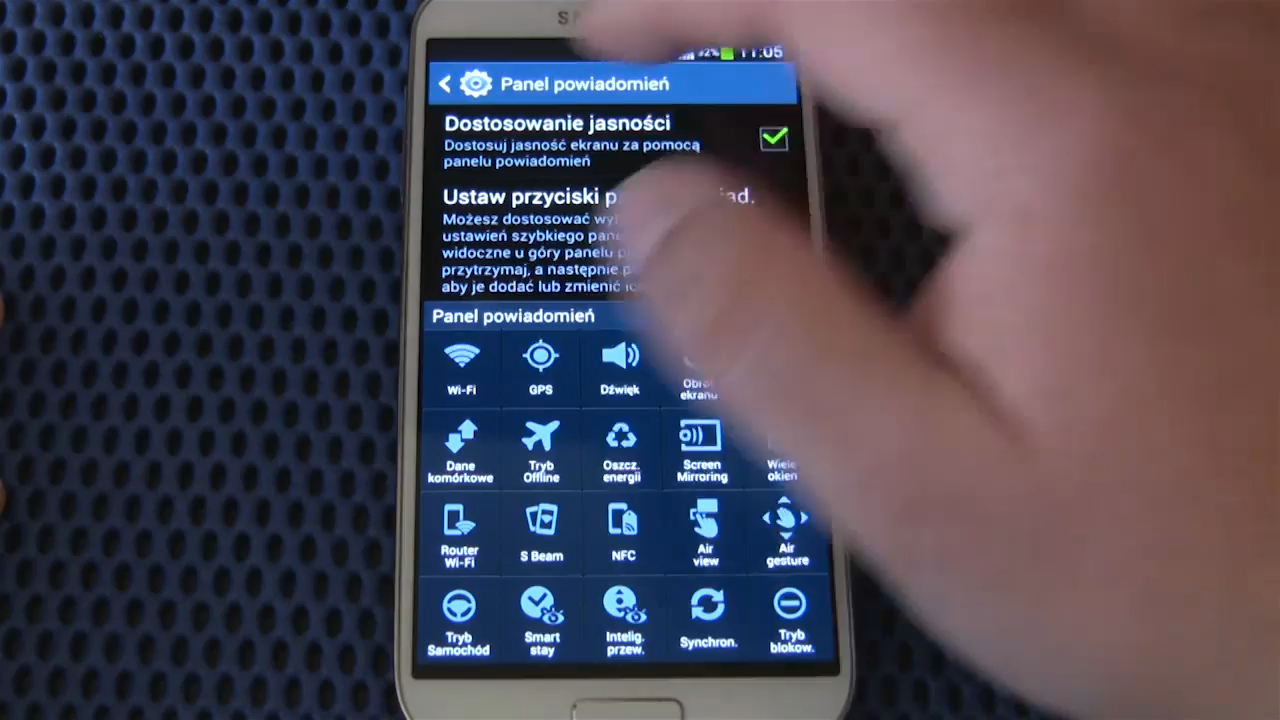 92% 11:05
Panel powiadomień
Dostosowanie jasności
Dostosuj jasność ekranu za pomocą
panelu powiadomień
Ustaw przyciski
Możesz dostosować
ustawień szybkiego
widoczne u góry panelu
przytrzymaj, a następnie
aby je dodać lub zmienić
Panel powiadomień
Wi-Fi GPS Dźwięk
ekranu
Dane komórkowe
Tryb Offline
Oszcz. energii
Screen Mirroring
okien
Router Wi-Fi
S Beam
NFC
Air view
Air gesture
Tryb Samochód
Smart stay
Intelig. przew.
Synchron.
Tryb blokow.